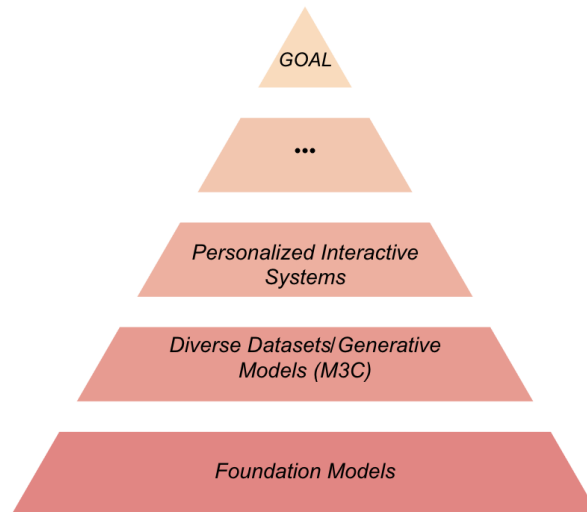 GOAL
•••
Personalized Interactive
Systems
Diverse Datasets/Generative
Models (M3C)
Foundation Models